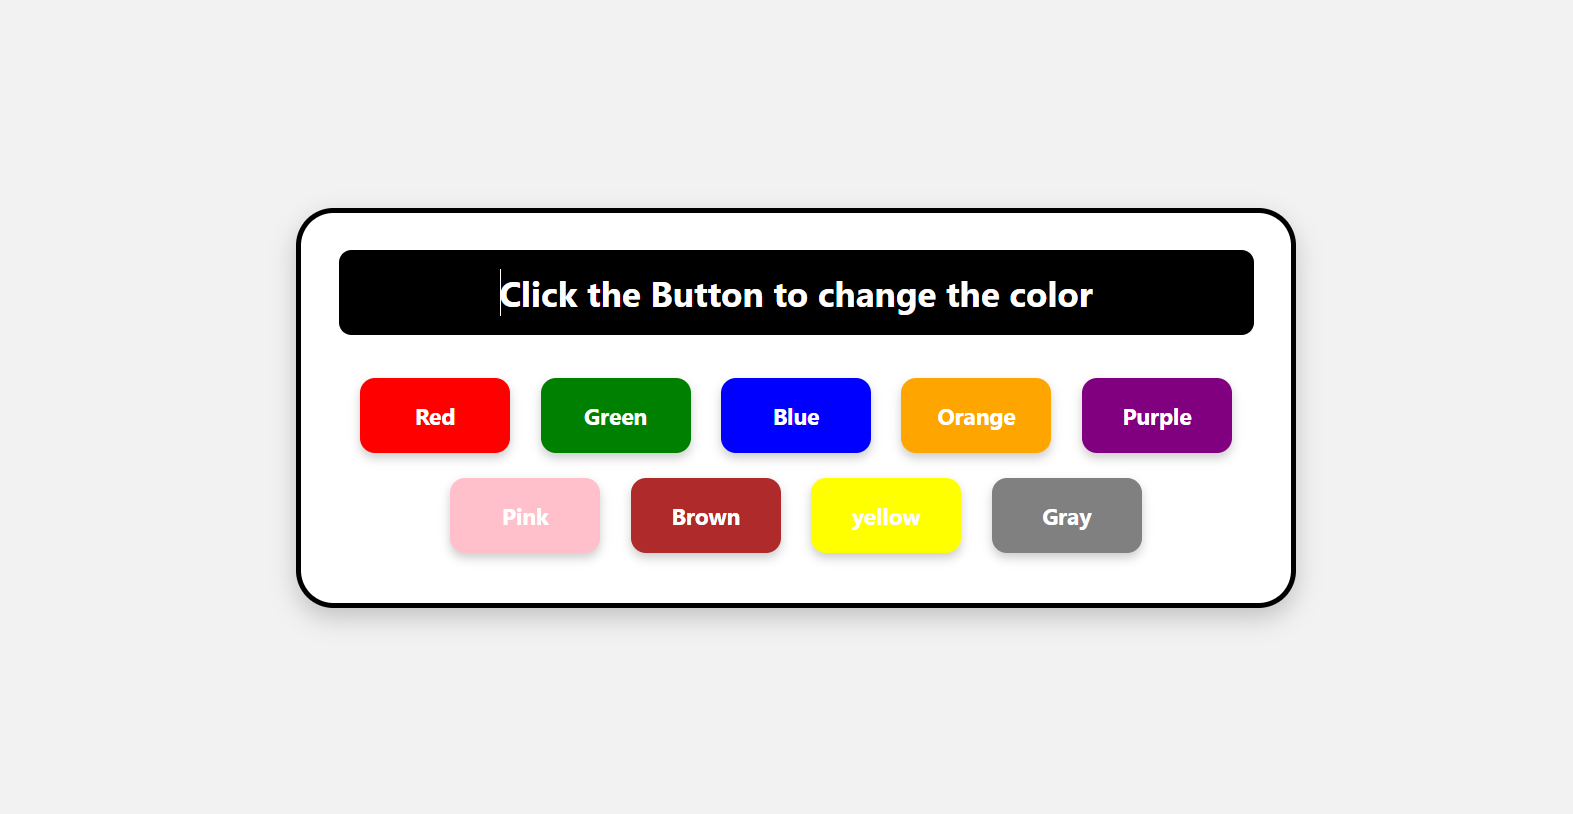 Click the Button to change the color
Red Green Blue Orange Purple
Pink Brown yellow Gray